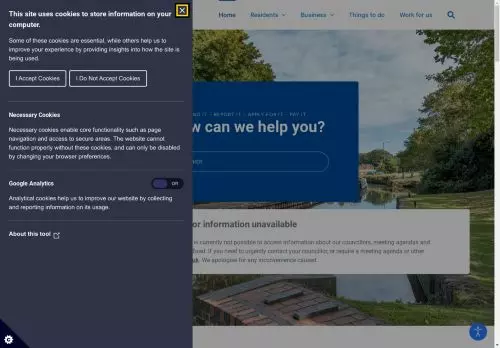 This site uses cookies to store information on your
computer.
Some of these cookies are essential, while others help us to
improve your experience by providing insights into how the site is
being used.
I Accept Cookies
I Do Not Accept Cookies
Necessary Cookies
Necessary cookies enable core functionality such as page
navigation and access to secure areas. The website cannot
function properly without these cookies, and can only be disabled
by changing your browser preferences.
Google Analytics
on
Analytical cookies help us to improve our website by collecting
and reporting information on its usage.
About this tool
Home
Residents
Business
Things to do
Work for us
IT | REPORT IT | APPLY FOR IT | PAY IT
w can we help you?
or information unavailable
is currently not possible to access information about our councillors, meeting agendas and
If you need to urgently contact your councillor, or require a meeting agenda or other
uk. We apologise for any inconvenience caused.